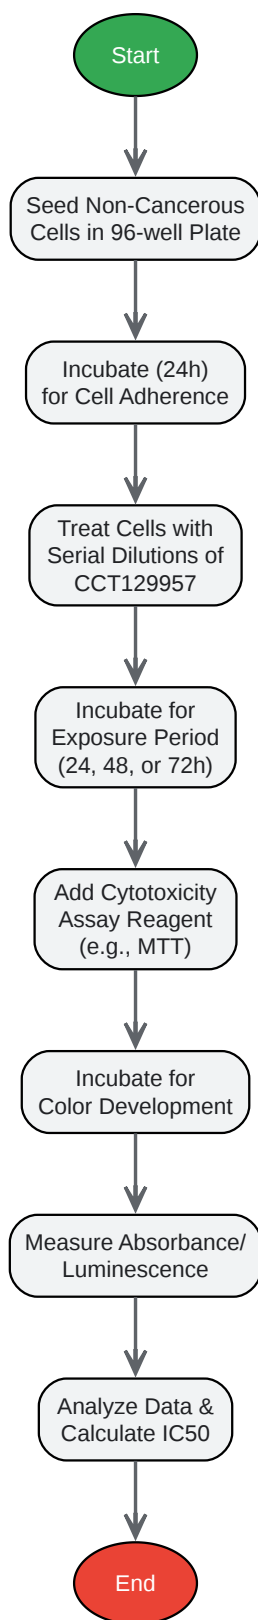 Start
Seed Non-Cancerous
Cells in 96-well Plate
Incubate (24h)
for Cell Adherence
Treat Cells with
Serial Dilutions of
CCT129957
Incubate for
Exposure Period
(24, 48, or 72h)
Add Cytotoxicity
Assay Reagent
(e.g., MTT)
Incubate for
Color Development
Measure Absorbance/
Luminescence
Analyze Data &
Calculate IC50
End